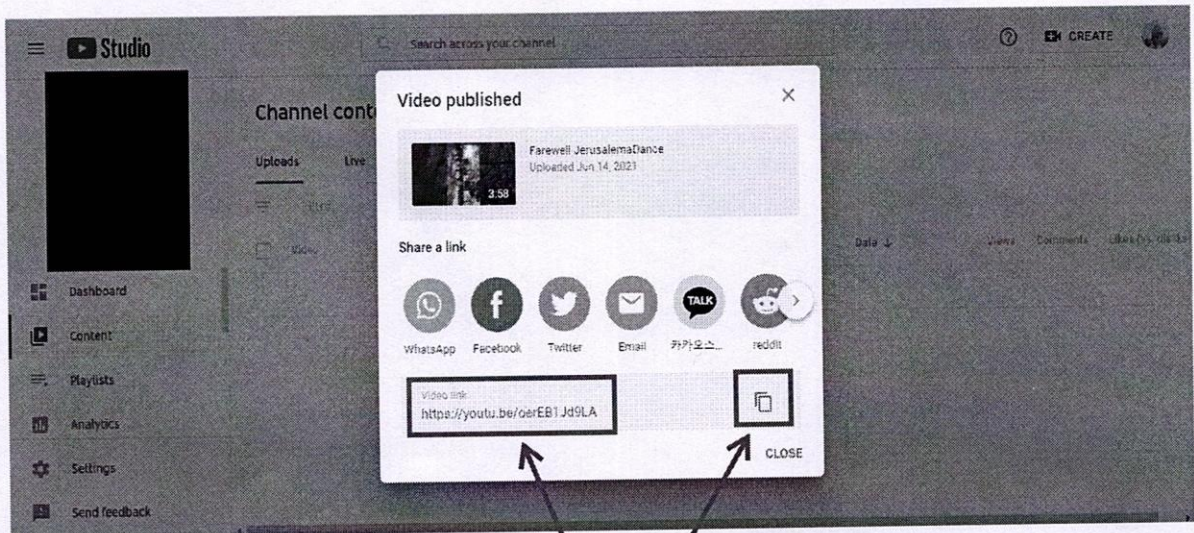 Studio
Search across your channel
CREATE
Channel cont
Uploads Live
Video
Date ↓ Views Comments
Dashboard
Content
Playlists
Analytics
Settings
Send feedback
Video published
3:58
Farewell JerusalemaDance
Uploaded Jun 14, 2021
Share a link
TALK
WhatsApp Facebook Twitter Email 카카오스... reddit
Video link
https://youtu.be/oerEB1Jd9LA
CLOSE